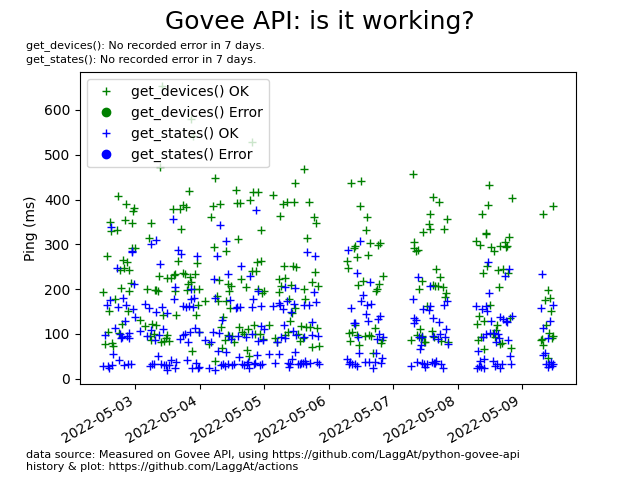 Govee API: is it working?
get_devices(): No recorded error in 7 days.
get_states(): No recorded error in 7 days.
get_devices() OK
get_devices() Error
get_states() OK
get_states() Error
Ping (ms)
600
500
400
300
200
100
0
2022-05-03
2022-05-04
2022-05-05
2022-05-06
2022-05-07
2022-05-08
2022-05-09
data source: Measured on Govee API, using https://github.com/LaggAt/python-govee-api
history & plot: https://github.com/LaggAt/actions